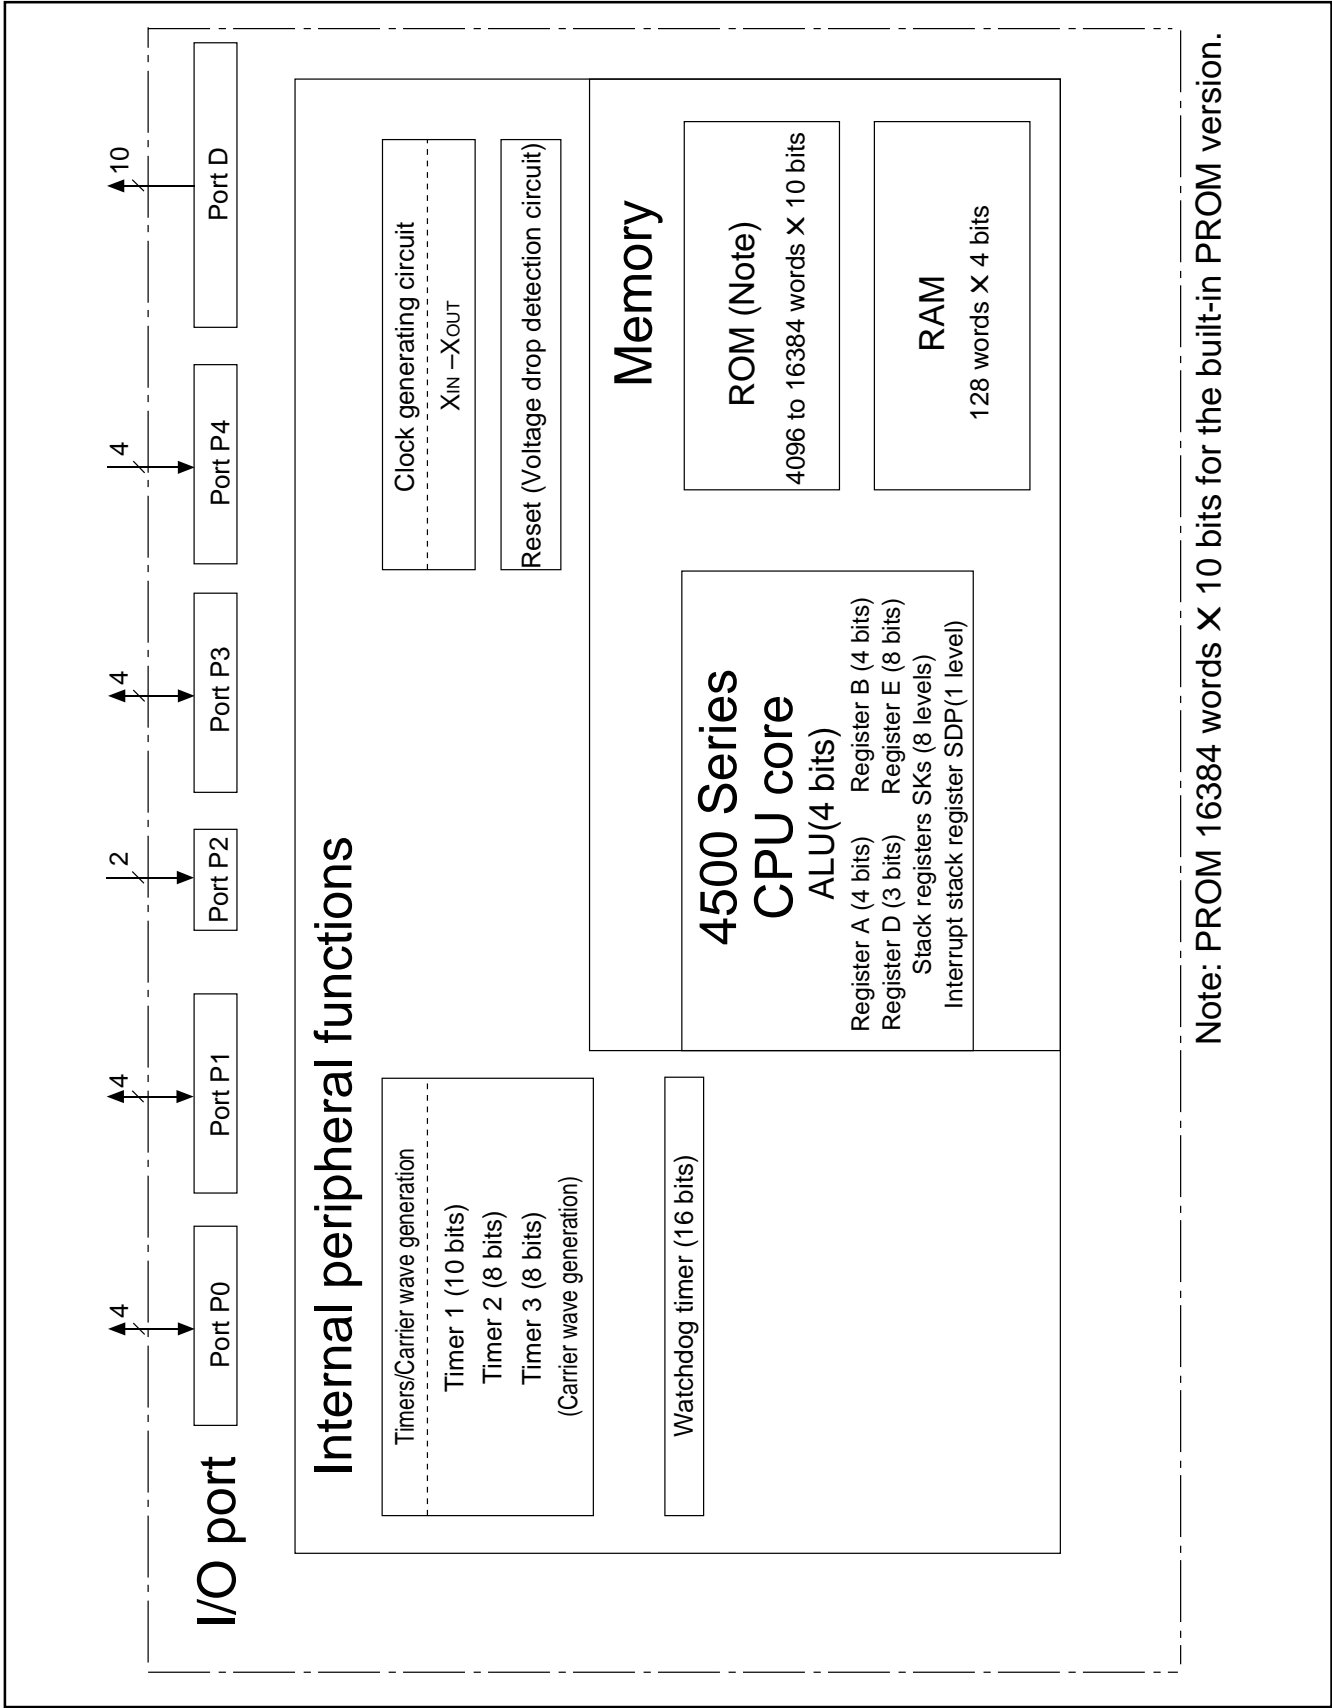 I/O port
4
Port P0
4
Port P1
2
Port P2
4
Port P3
4
Port P4
10
Port D
Internal peripheral functions
Timers/Carrier wave generation
Timer 1 (10 bits)
Timer 2 (8 bits)
Timer 3 (8 bits)
(Carrier wave generation)
Watchdog timer (16 bits)
Clock generating circuit
XIN –XOUT
Reset (Voltage drop detection circuit)
4500 Series
CPU core
ALU(4 bits)
Register A (4 bits) Register B (4 bits)
Register D (3 bits) Register E (8 bits)
Stack registers SKs (8 levels)
Interrupt stack register SDP(1 level)
Memory
ROM (Note)
4096 to 16384 words X 10 bits
RAM
128 words X 4 bits
Note: PROM 16384 words X 10 bits for the built-in PROM version.